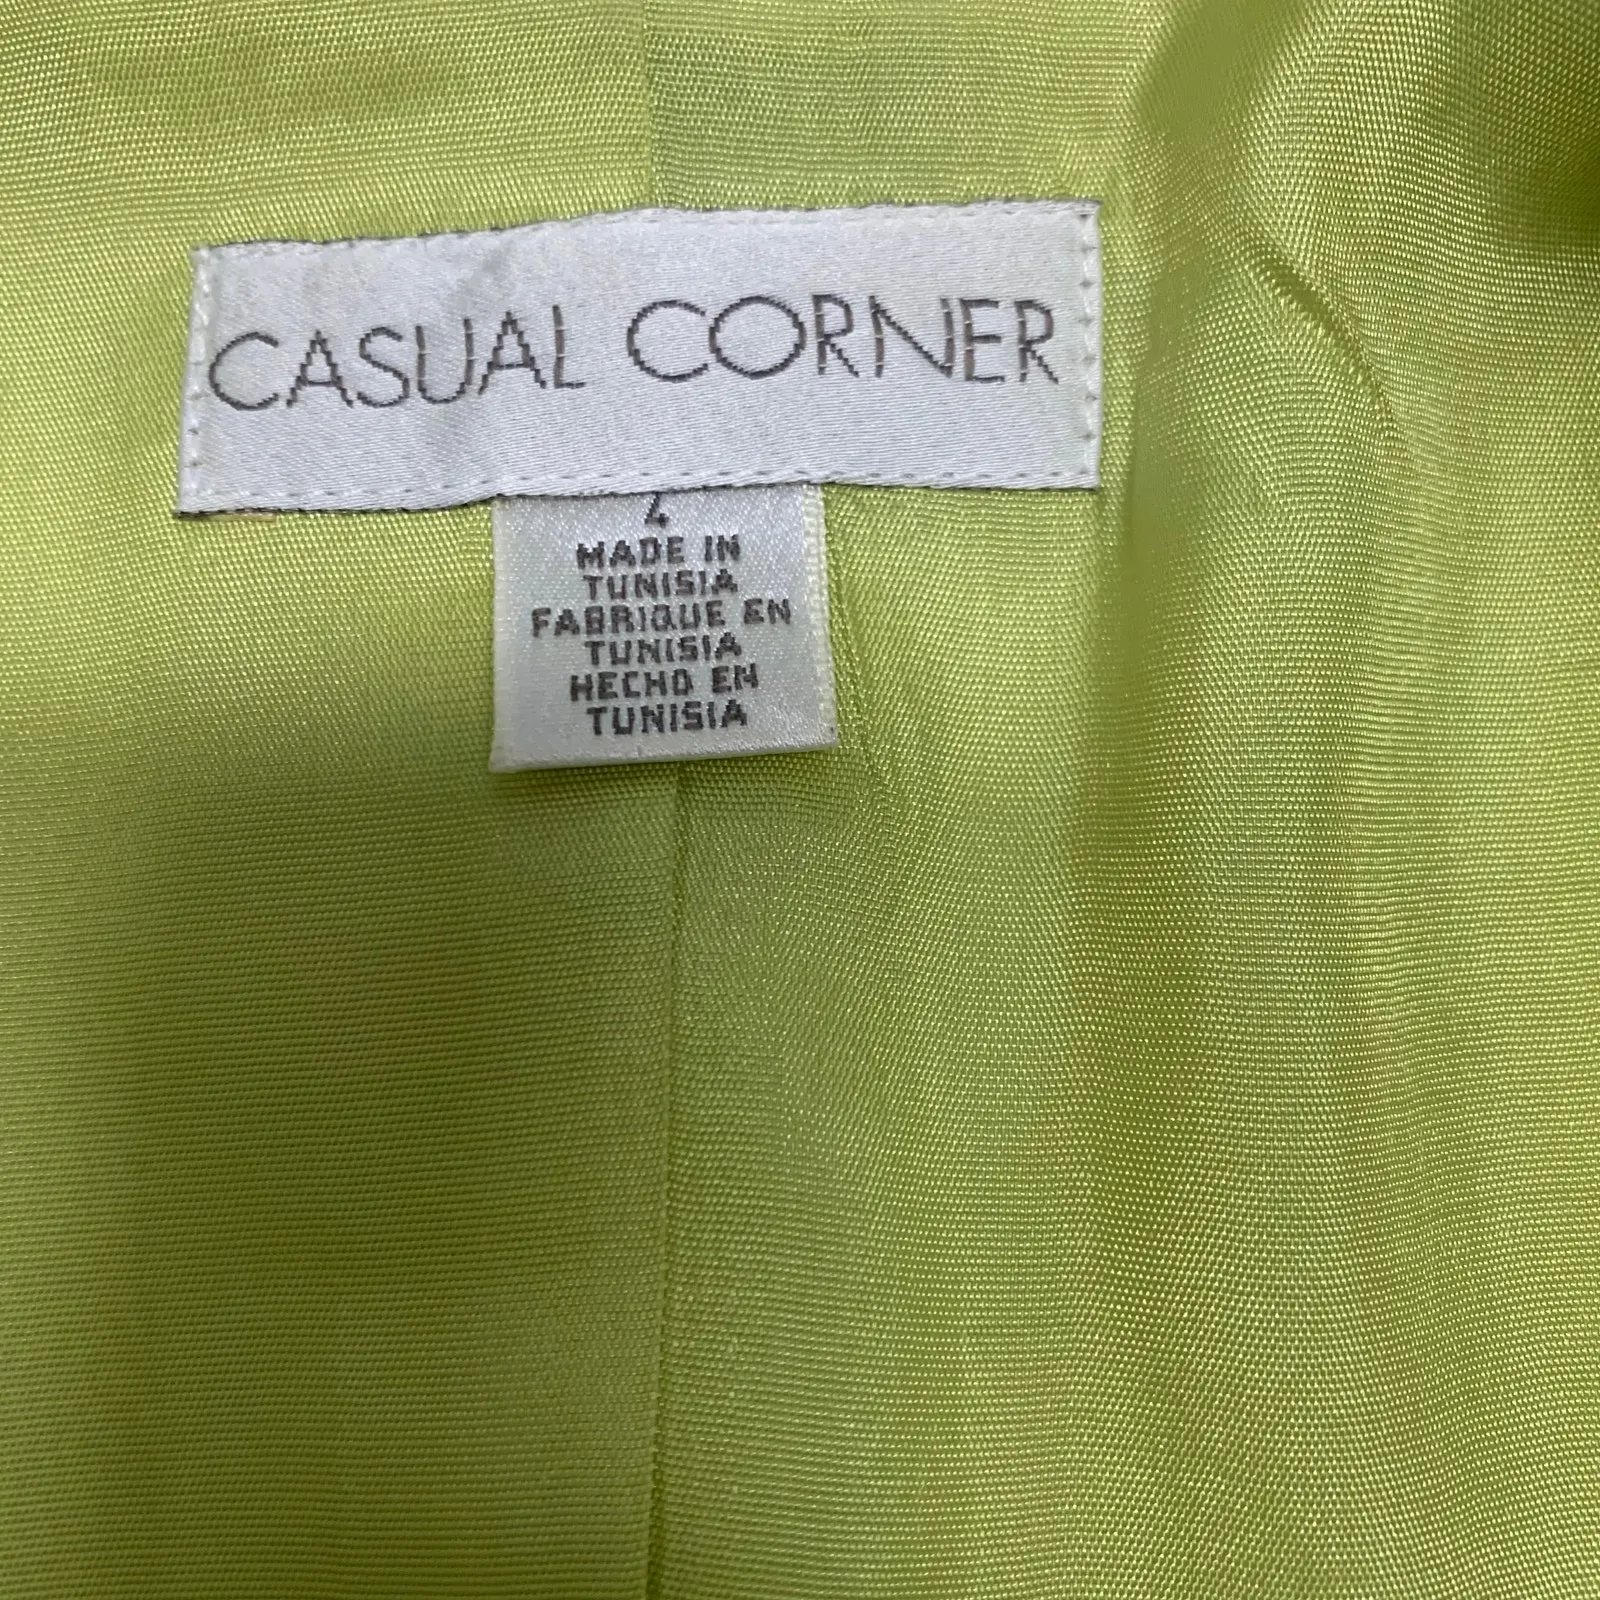 CASUAL CORNER
4
MADE IN
TUNISIA
FABRIQUE EN
TUNISIA
HECHO EN
TUNISIA